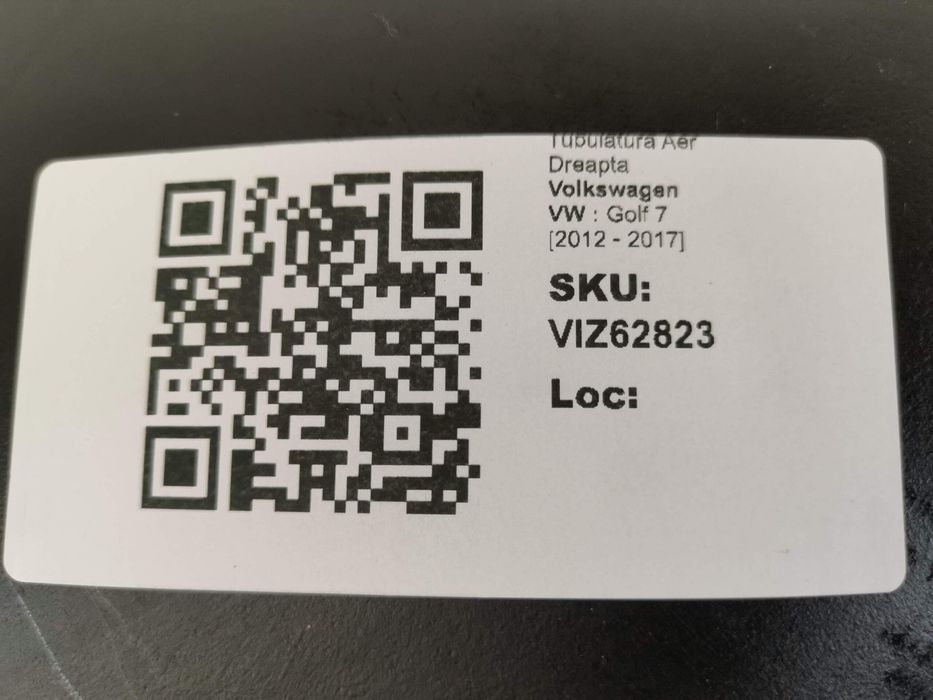 Tubulatura Aer
Dreapta
Volkswagen
VW : Golf 7
[2012 - 2017]
SKU:
VIZ62823
Loc: